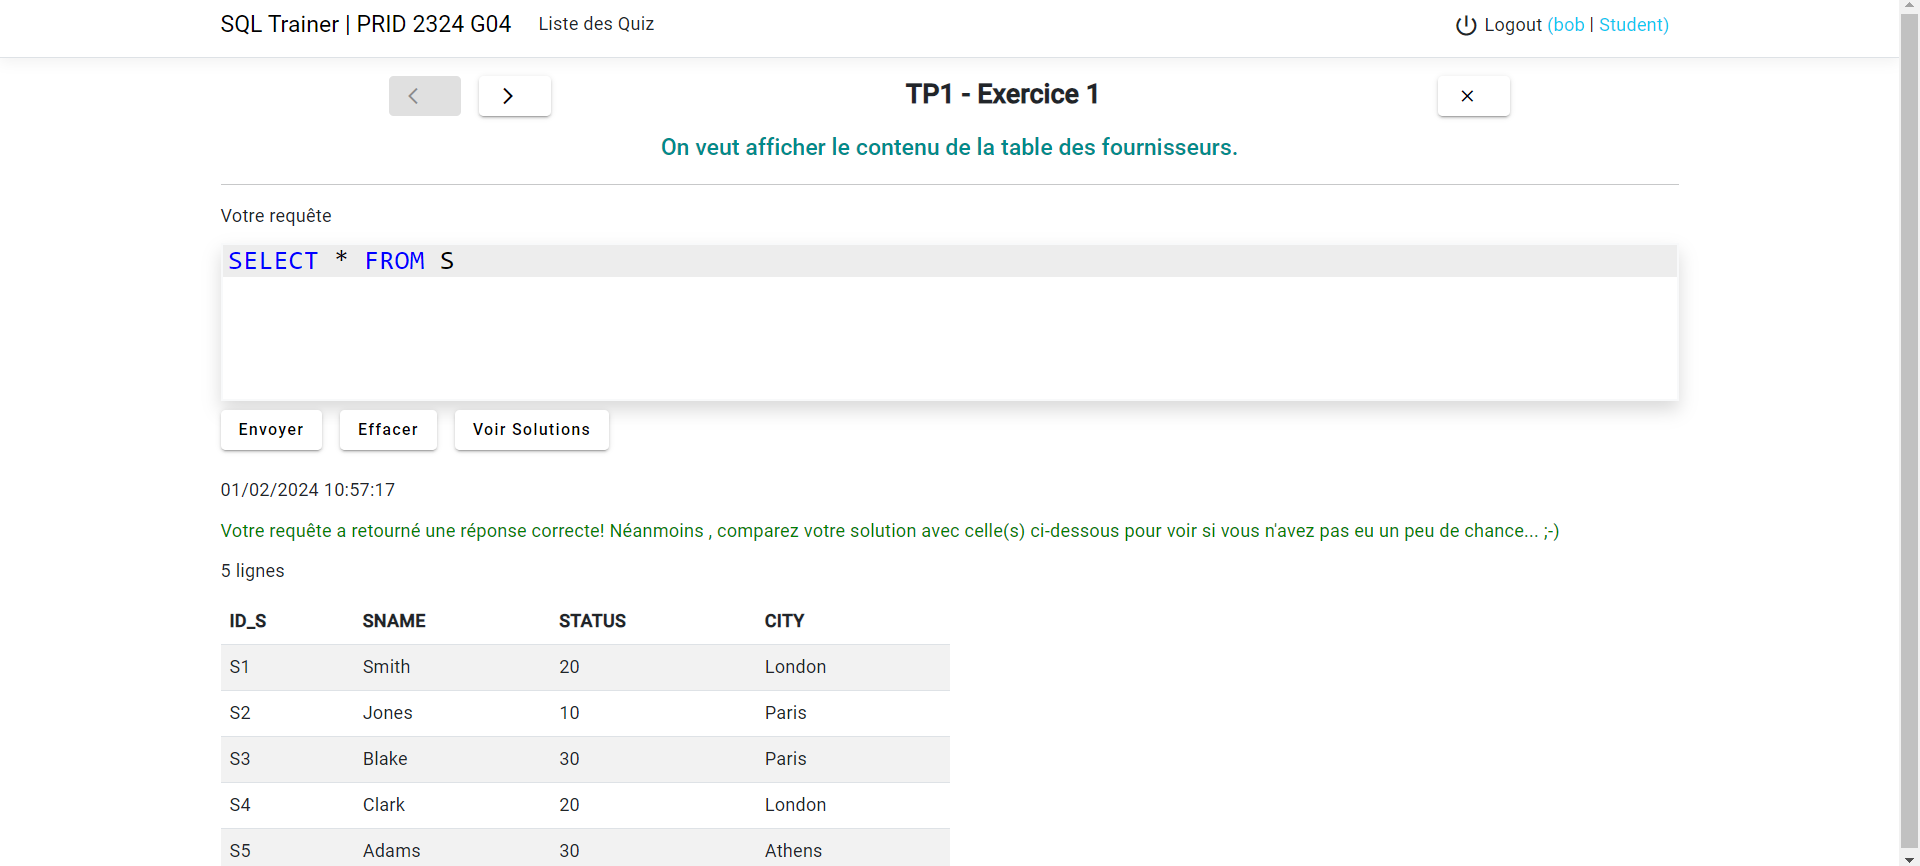 SQL Trainer | PRID 2324 G04 Liste des Quiz Logout (bob | Student)
TP1 - Exercice 1
On veut afficher le contenu de la table des fournisseurs.
Votre requête
SELECT * FROM S
Envoyer Effacer Voir Solutions
01/02/2024 10:57:17
Votre requête a retourné une réponse correcte! Néanmoins , comparez votre solution avec celle(s) ci-dessous pour voir si vous n'avez pas eu un peu de chance... ;-)
5 lignes
ID_S SNAME STATUS CITY
S1 Smith 20 London
S2 Jones 10 Paris
S3 Blake 30 Paris
S4 Clark 20 London
S5 Adams 30 Athens